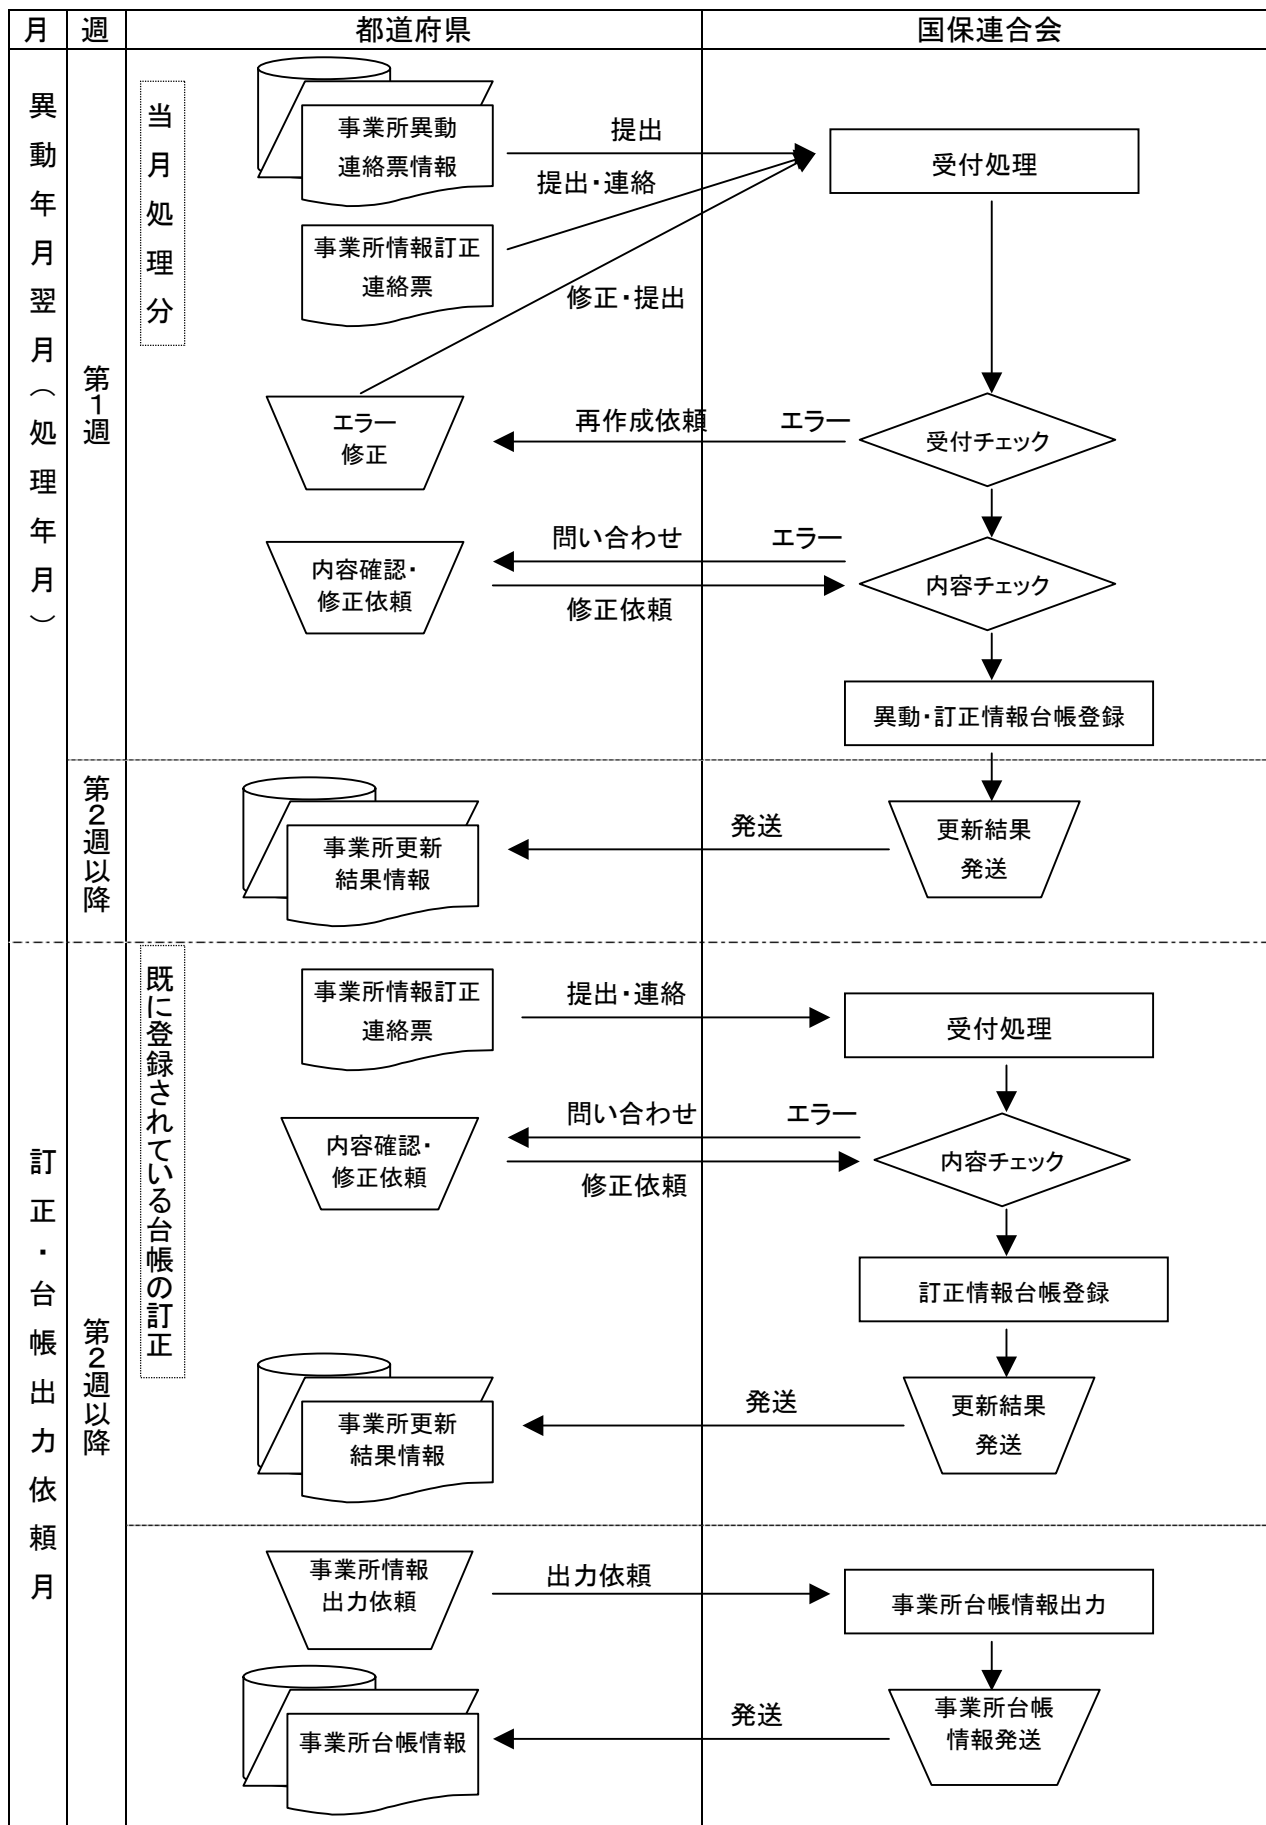 月 週 都道府県 国保連合会
異動年月翌月（処理年月）
第1週
当月処理分
事業所異動
連絡票情報
提出
受付処理
提出・連絡
事業所情報訂正
連絡票
修正・提出
エラー
修正
再作成依頼
エラー
受付チェック
問い合わせ
エラー
内容確認・
修正依頼
修正依頼
内容チェック
異動・訂正情報台帳登録
第2週以降
事業所更新
結果情報
発送
更新結果
発送
訂正・台帳出力依頼月
第2週以降
既に登録されている台帳の訂正
事業所情報訂正
連絡票
提出・連絡
受付処理
問い合わせ
エラー
内容確認・
修正依頼
修正依頼
内容チェック
訂正情報台帳登録
事業所更新
結果情報
発送
更新結果
発送
事業所情報
出力依頼
出力依頼
事業所台帳情報出力
事業所台帳情報
発送
事業所台帳
情報発送